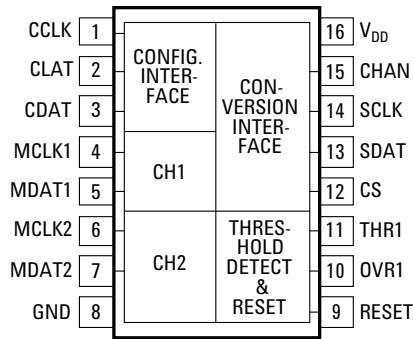 CCLK 1
CLAT 2
CDAT 3
MCLK1 4
MDAT1 5
MCLK2 6
MDAT2 7
GND 8
CONFIG.
INTER-
FACE
CH1
CH2
CON-
VERSION
INTER-
FACE
THRES-
HOLD
DETECT
&
RESET
16 VDD
15 CHAN
14 SCLK
13 SDAT
12 CS
11 THR1
10 OVR1
9 RESET